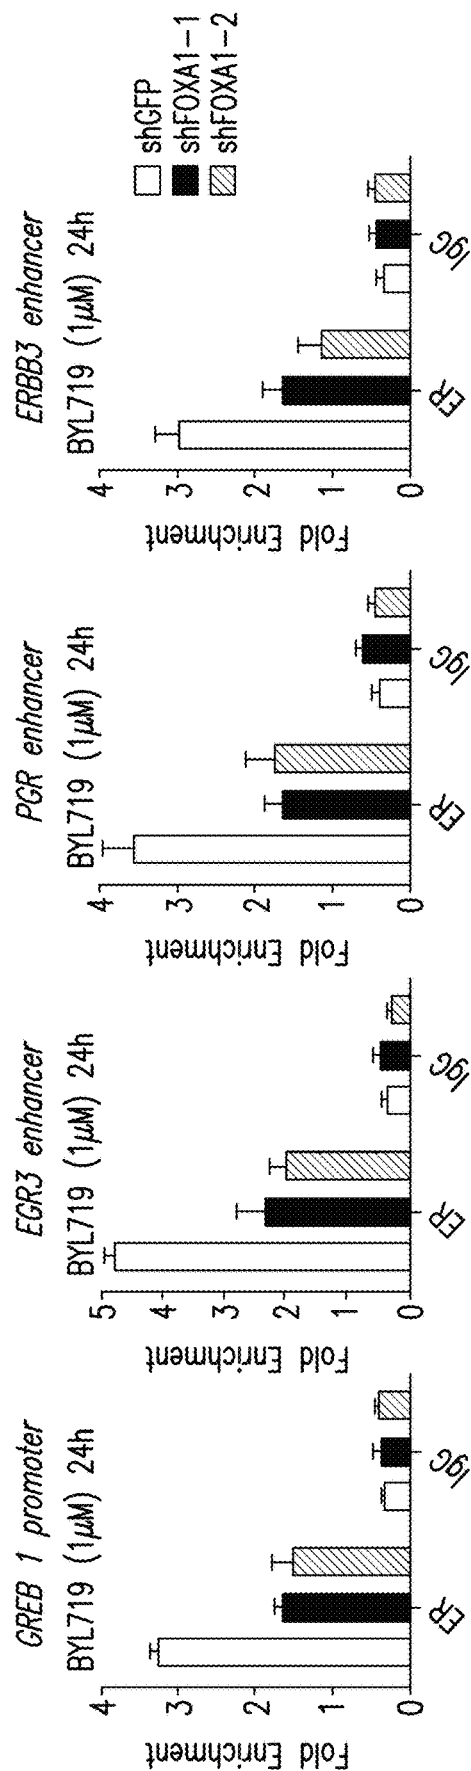 GREB 1 promoter
BYL719 (1μM) 24h
Fold Enrichment
4
3
2
1
0
ER
IgG
EGR3 enhancer
BYL719 (1μM) 24h
Fold Enrichment
5
4
3
2
1
0
ER
IgG
PGR enhancer
BYL719 (1μM) 24h
Fold Enrichment
4
3
2
1
0
ER
IgG
ERBB3 enhancer
BYL719 (1μM) 24h
Fold Enrichment
4
3
2
1
0
ER
IgG
shGFP
shFOXA1-1
shFOXA1-2